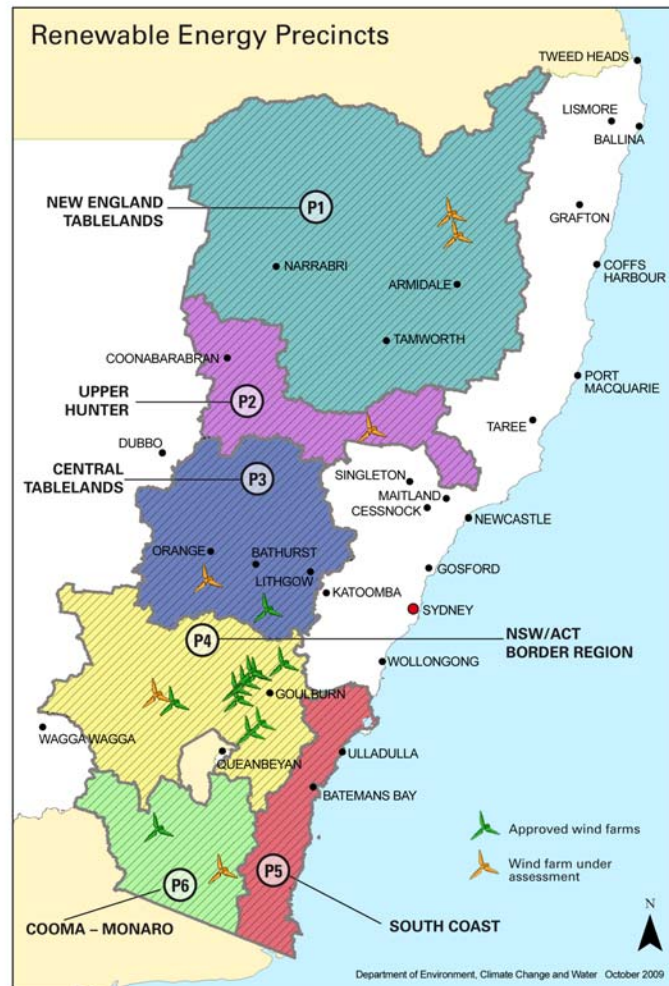 Renewable Energy Precincts
TWEED HEADS
LISMORE
BALLINA
NEW ENGLAND
TABLELANDS
P1
GRAFTON
NARRABRI
ARMIDALE
COFFS
HARBOUR
TAMWORTH
COONABARABRAN
PORT
MACQUARIE
UPPER
HUNTER
P2
TAREE
DUBBO
CENTRAL
TABLELANDS
P3
SINGLETON
MAITLAND
CESSNOCK
NEWCASTLE
ORANGE
BATHURST
LITHGOW
GOSFORD
KATOOMBA
SYDNEY
P4
NSW/ACT
BORDER REGION
WOLLONGONG
GOULBURN
WAGGA WAGGA
QUEANBEYAN
ULLADULLA
BATEMANS BAY
Approved wind farms
Wind farm under
assessment
P6
P5
COOMA – MONARO
SOUTH COAST
N
Department of Environment, Climate Change and Water October 2009